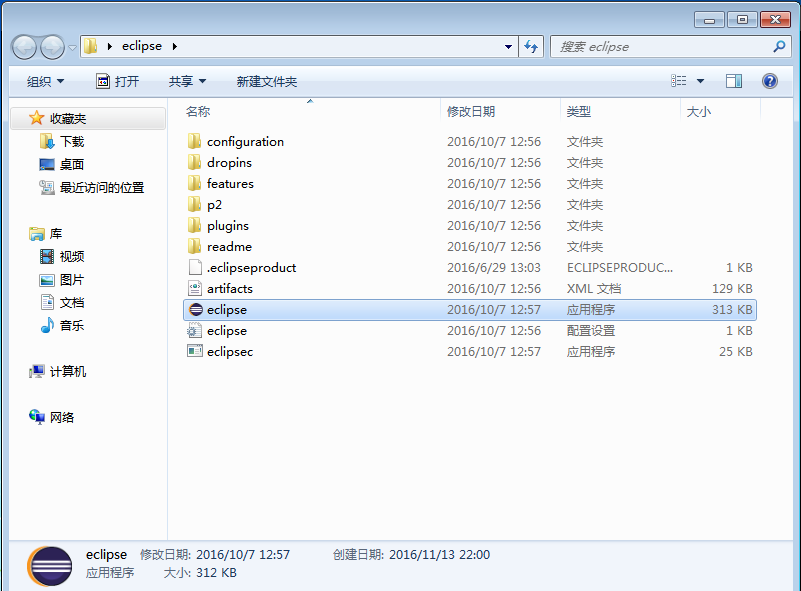 eclipse
搜索 eclipse
组织 打开 共享 新建文件夹
名称 修改日期 类型 大小
收藏夹
下载
桌面
最近访问的位置
库
视频
图片
文档
音乐
计算机
网络
configuration 2016/10/7 12:56 文件夹
dropins 2016/10/7 12:56 文件夹
features 2016/10/7 12:56 文件夹
p2 2016/10/7 12:56 文件夹
plugins 2016/10/7 12:56 文件夹
readme 2016/10/7 12:56 文件夹
.eclipseproduct 2016/6/29 13:03 ECLIPSEPRODUC... 1 KB
artifacts 2016/10/7 12:56 XML 文档 129 KB
eclipse 2016/10/7 12:57 应用程序 313 KB
eclipse 2016/10/7 12:56 配置设置 1 KB
eclipsec 2016/10/7 12:57 应用程序 25 KB
eclipse 修改日期: 2016/10/7 12:57 创建日期: 2016/11/13 22:00
应用程序 大小: 312 KB